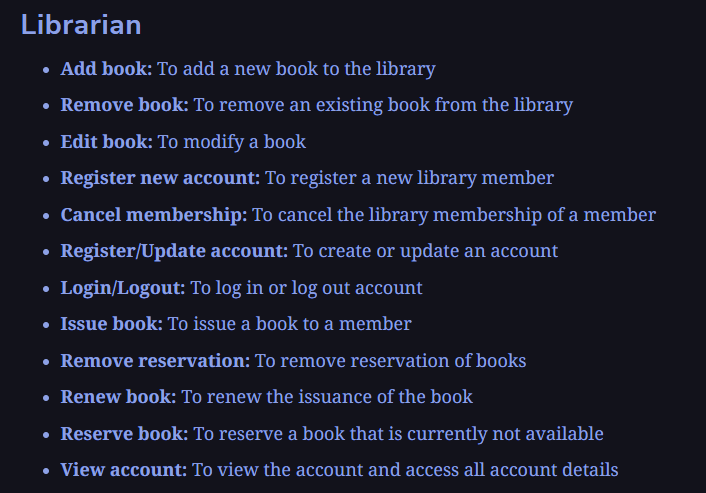 Librarian
• Add book: To add a new book to the library
• Remove book: To remove an existing book from the library
• Edit book: To modify a book
• Register new account: To register a new library member
• Cancel membership: To cancel the library membership of a member
• Register/Update account: To create or update an account
• Login/Logout: To log in or log out account
• Issue book: To issue a book to a member
• Remove reservation: To remove reservation of books
• Renew book: To renew the issuance of the book
• Reserve book: To reserve a book that is currently not available
• View account: To view the account and access all account details